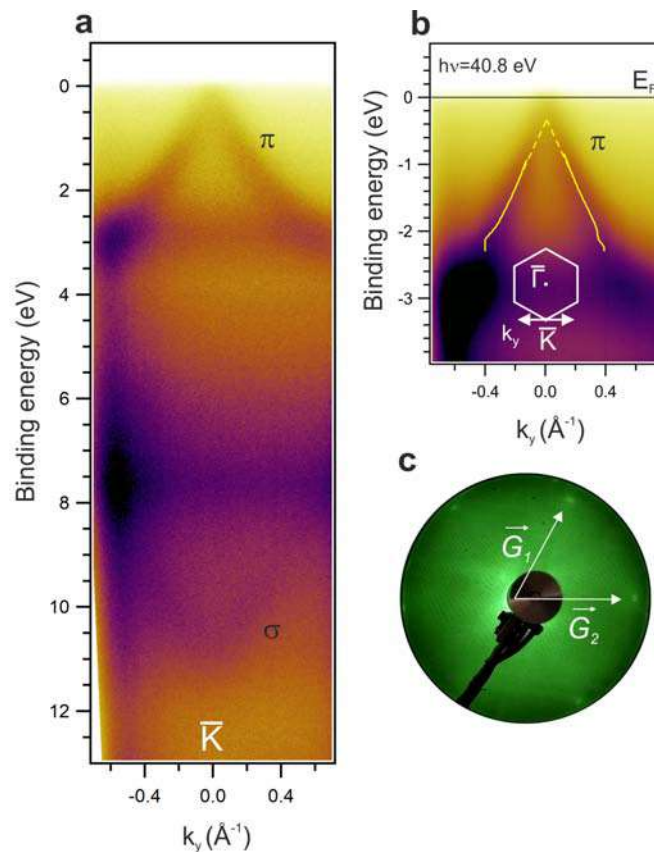 a
0
2
4
6
8
10
12
Binding energy (eV)
π
σ
K̅
-0.4 0.0 0.4
k_y (Å⁻¹)
b
hν=40.8 eV
E_F
0
-1
-2
-3
Binding energy (eV)
π
Γ̅
k_y K̅
-0.4 0.0 0.4
k_y (Å⁻¹)
c
G⃗₁
G⃗₂